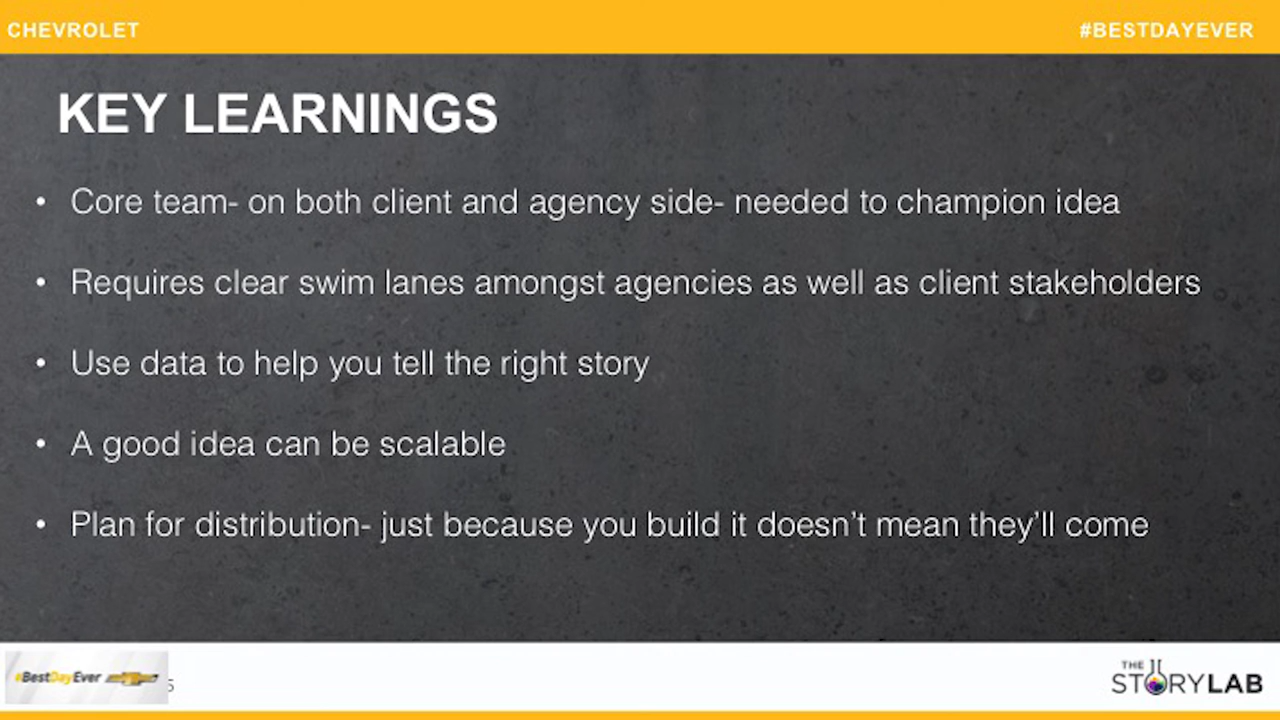 CHEVROLET
#BESTDAYEVER
KEY LEARNINGS
• Core team- on both client and agency side- needed to champion idea
• Requires clear swim lanes amongst agencies as well as client stakeholders
• Use data to help you tell the right story
• A good idea can be scalable
• Plan for distribution- just because you build it doesn’t mean they’ll come
#BestDayEver
5
THE
STORYLAB